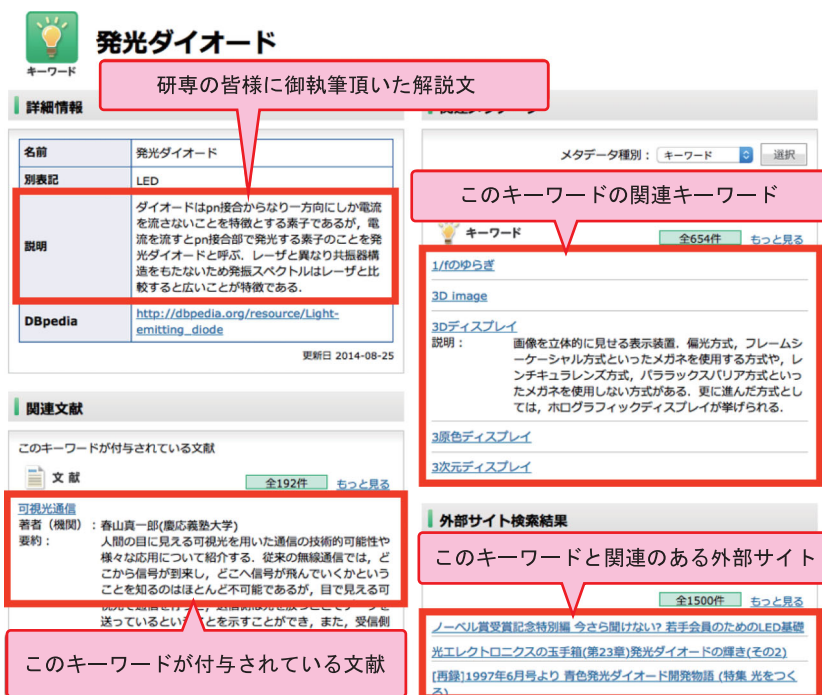 発光ダイオード
キーワード
研専の皆様に御執筆頂いた解説文
詳細情報
名前
発光ダイオード
別表記
LED
説明
ダイオードはpn接合からなり一方向にしか電流
を流さないことを特徴とする素子であるが，電
流を流すとpn接合部で発光する素子のことを発
光ダイオードと呼ぶ．レーザと異なり共振器構
造をもたないため発振スペクトルはレーザと比
較すると広いことが特徴である．
DBpedia
http://dbpedia.org/resource/Light-
emitting_diode
更新日 2014-08-25
関連文献
このキーワードが付与されている文献
文献
全192件 もっと見る
可視光通信
著者（機関）：春山真一郎(慶応義塾大学)
要約： 人間の目に見える可視光を用いた通信の技術的可能性や
様々な応用について紹介する．従来の無線通信では，ど
こから信号が到来し，どこへ信号が飛んでいくかという
ことを知るのはほとんど不可能であるが，目で見える可
送っているという
ことを示すことができ，また，受信側
このキーワードが付与されている文献
メタデータ種別： キーワード 選択
このキーワードの関連キーワード
キーワード
全654件 もっと見る
1/fのゆらぎ
3D image
3Dディスプレイ
説明： 画像を立体的に見せる表示装置．偏光方式，フレームシ
ーケーシャル方式といったメガネを使用する方式や，レ
ンチキュラレンズ方式，パララックスバリア方式といっ
たメガネを使用しない方式がある．更に進んだ方式とし
ては，ホログラフィックディスプレイが挙げられる．
3原色ディスプレイ
3次元ディスプレイ
外部サイト検索結果
このキーワードと関連のある外部サイト
全1500件 もっと見る
ノーベル賞受賞記念特別編 今さら聞けない? 若手会員のためのLED基礎
光エレクトロニクスの玉手箱(第23章)発光ダイオードの輝き(その2)
[再録]1997年6月号より 青色発光ダイオード開発物語 (特集 光をつく
る)